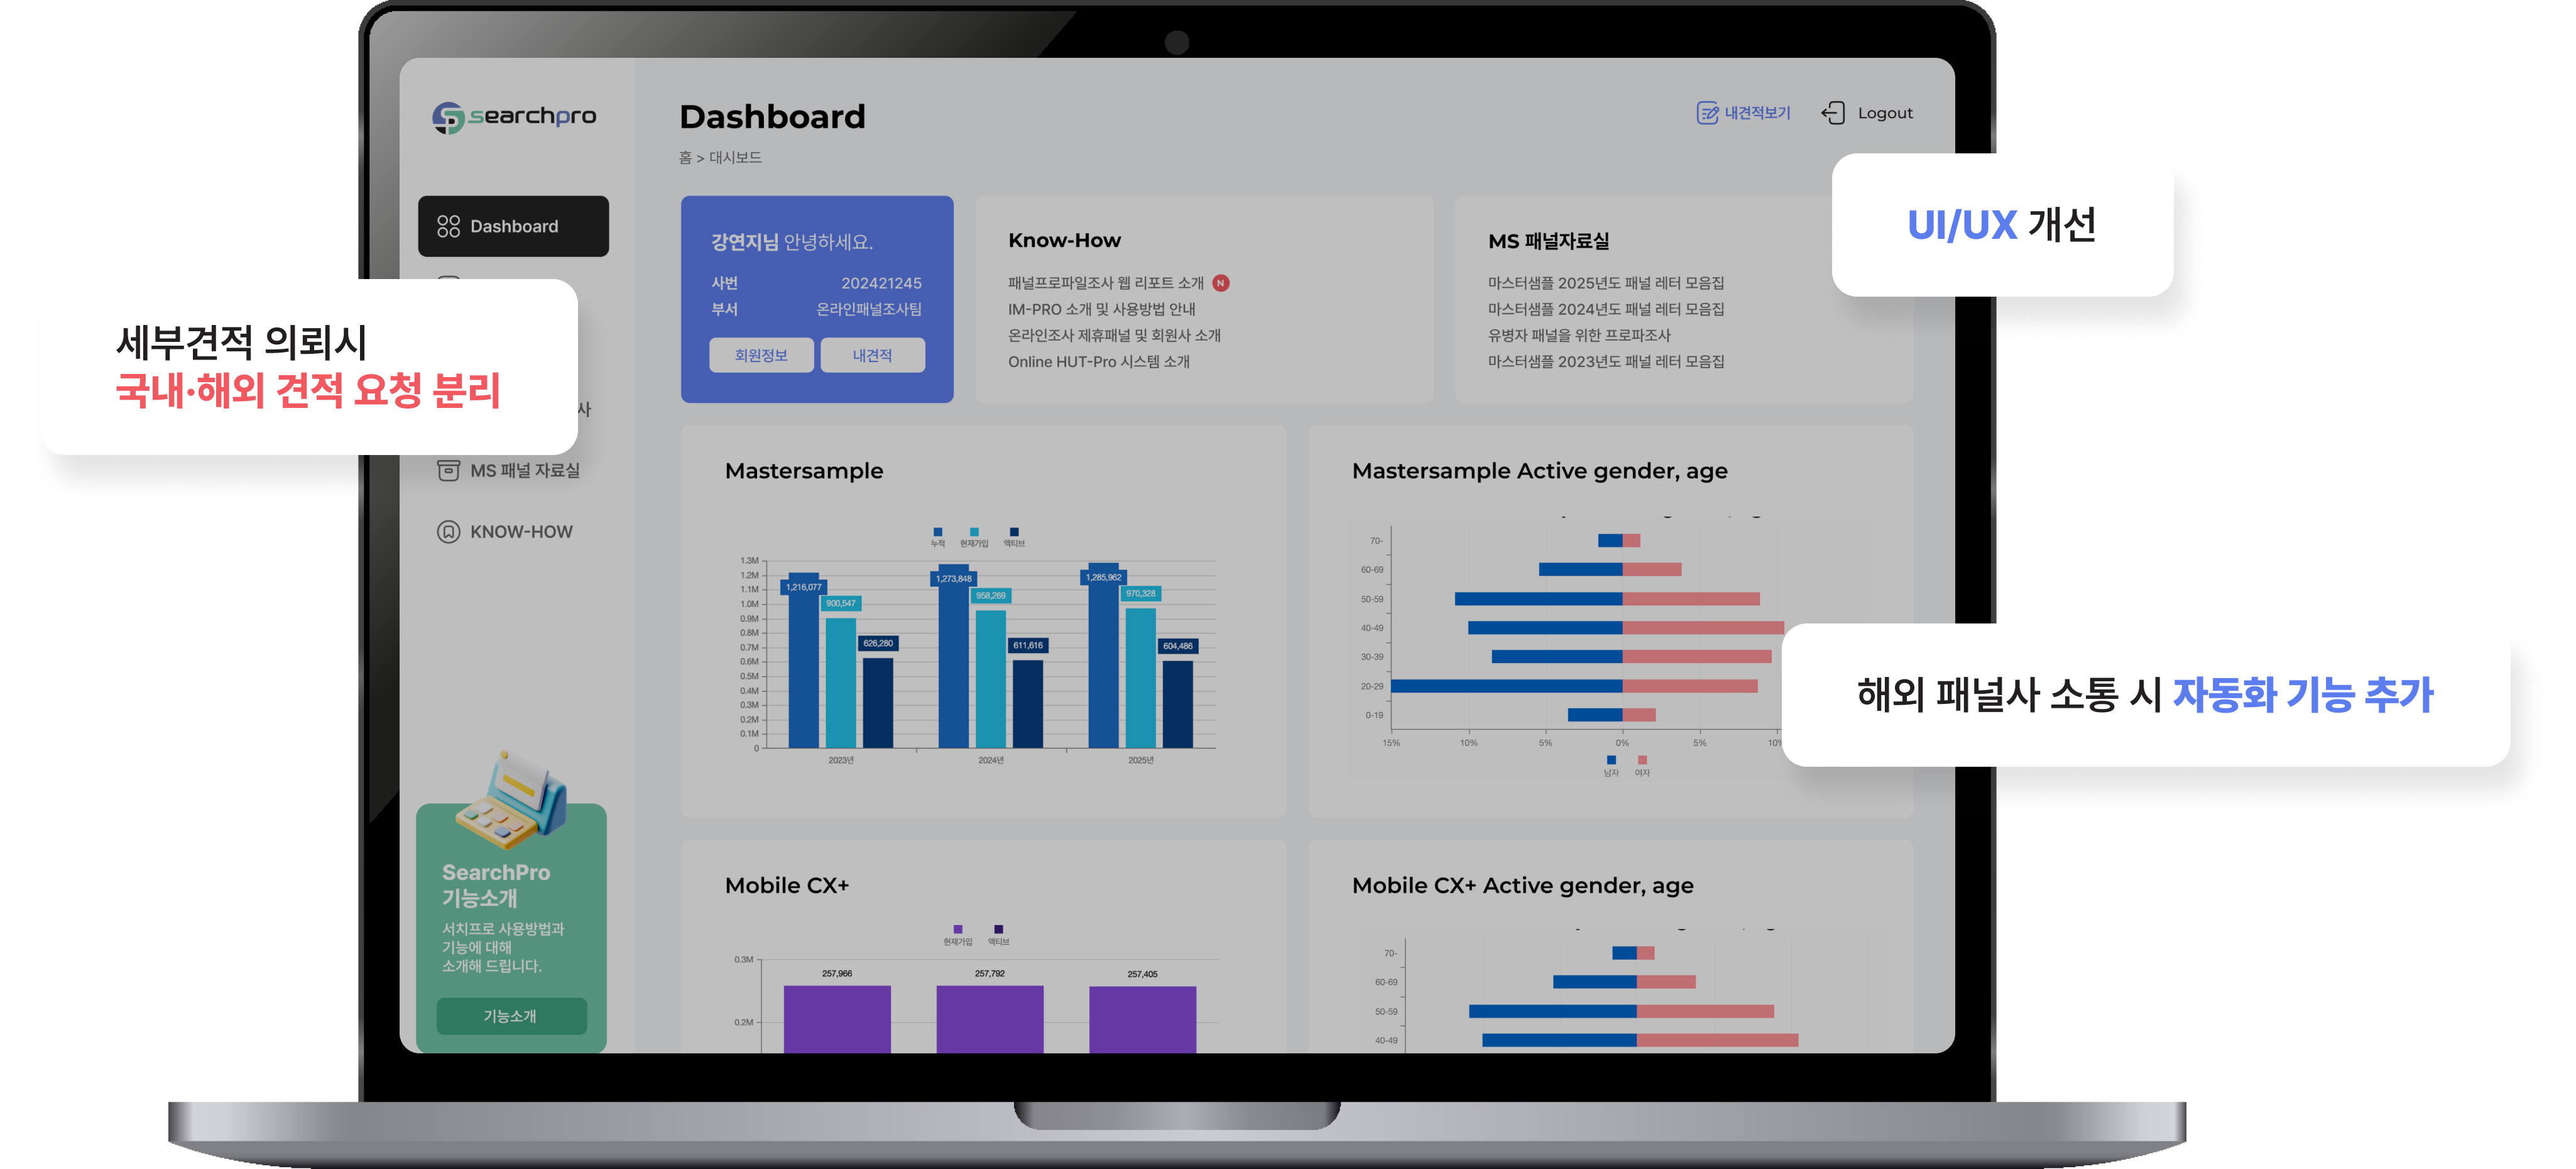 searchpro
Dashboard
홈 > 대시보드
내견적보기
Logout
Dashboard
사
MS 패널 자료실
KNOW-HOW
세부견적 의뢰시
국내·해외 견적 요청 분리
UI/UX 개선
해외 패널사 소통 시 자동화 기능 추가
강연지님 안녕하세요.
사번 202421245
부서 온라인패널조사팀
회원정보 내견적
Know-How
패널프로파일조사 웹 리포트 소개 N
IM-PRO 소개 및 사용방법 안내
온라인조사 제휴패널 및 회원사 소개
Online HUT-Pro 시스템 소개
MS 패널자료실
마스터샘플 2025년도 패널 레터 모음집
마스터샘플 2024년도 패널 레터 모음집
유병자 패널을 위한 프로파조사
마스터샘플 2023년도 패널 레터 모음집
Mastersample
누적 현재가입 액티브
1.3M
1.2M
1.1M
1.0M
0.9M
0.8M
0.7M
0.6M
0.5M
0.4M
0.3M
0.2M
0.1M
0
1,216,077 900,547 626,280
1,273,848 958,269 611,616
1,285,962 970,328 604,486
2023년 2024년 2025년
Mastersample Active gender, age
70-
60-69
50-59
40-49
30-39
20-29
0-19
15% 10% 5% 0% 5% 10%
남자 여자
SearchPro
기능소개
서치프로 사용방법과
기능에 대해
소개해 드립니다.
기능소개
Mobile CX+
현재가입 액티브
0.3M
0.2M
257,966 257,792 257,405
Mobile CX+ Active gender, age
70-
60-69
50-59
40-49